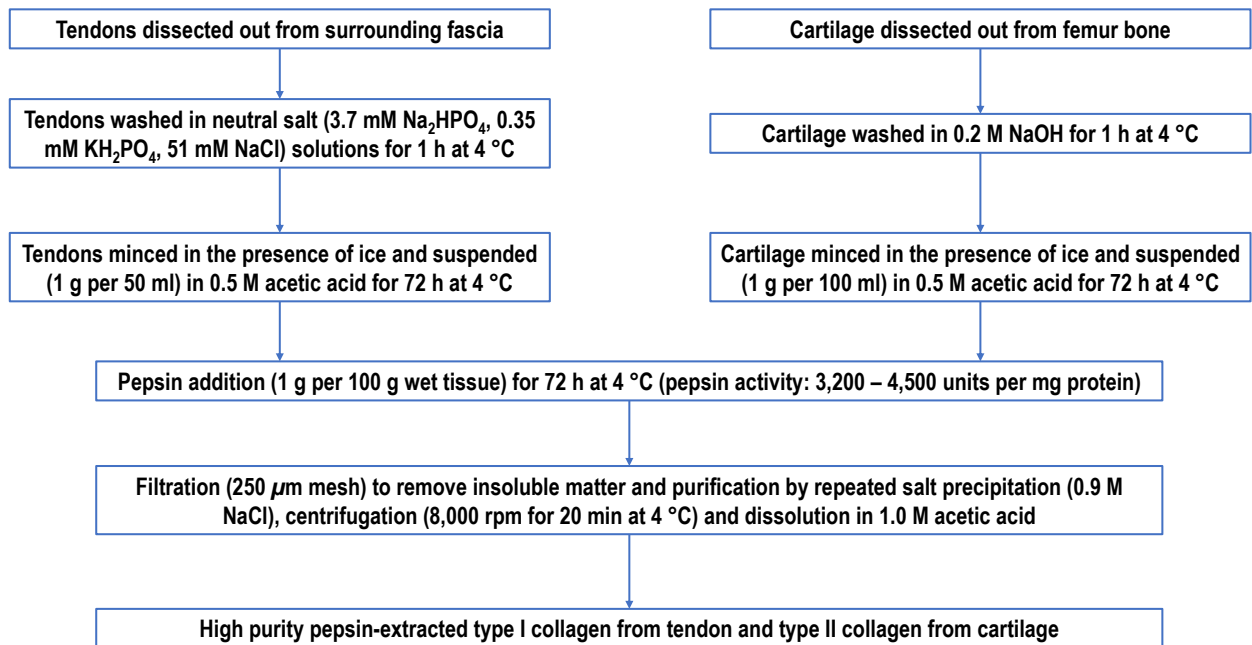 Tendons dissected out from surrounding fascia
Cartilage dissected out from femur bone
Tendons washed in neutral salt (3.7 mM Na₂HPO₄, 0.35
mM KH₂PO₄, 51 mM NaCl) solutions for 1 h at 4 °C
Cartilage washed in 0.2 M NaOH for 1 h at 4 °C
Tendons minced in the presence of ice and suspended
(1 g per 50 ml) in 0.5 M acetic acid for 72 h at 4 °C
Cartilage minced in the presence of ice and suspended
(1 g per 100 ml) in 0.5 M acetic acid for 72 h at 4 °C
Pepsin addition (1 g per 100 g wet tissue) for 72 h at 4 °C (pepsin activity: 3,200 – 4,500 units per mg protein)
Filtration (250 µm mesh) to remove insoluble matter and purification by repeated salt precipitation (0.9 M
NaCl), centrifugation (8,000 rpm for 20 min at 4 °C) and dissolution in 1.0 M acetic acid
High purity pepsin-extracted type I collagen from tendon and type II collagen from cartilage